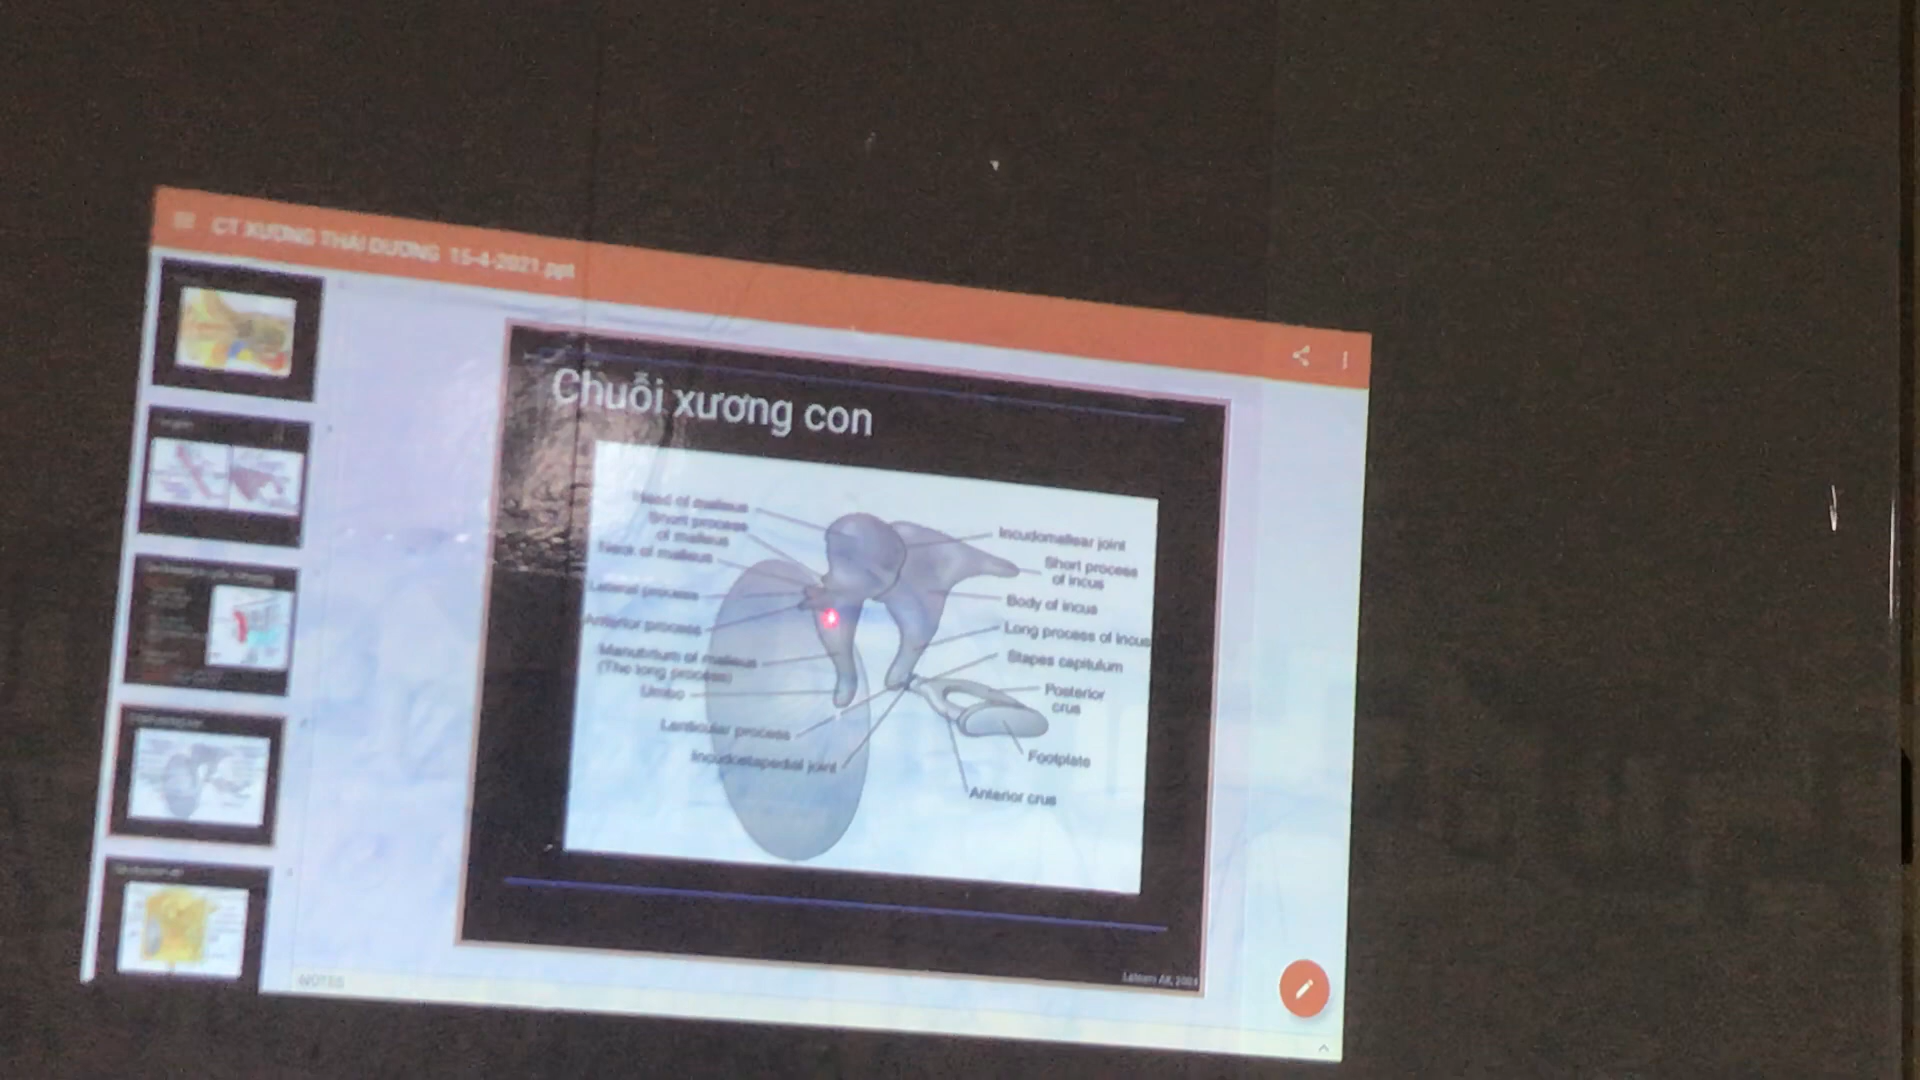 CT XƯƠNG THÁI DƯƠNG 15-4-2021.ppt
Chuỗi xương con
Head of malleus
Short process
of malleus
Neck of malleus
Lateral process
Anterior process
Manubrium of malleus
(The long process)
Umbo
Lenticular process
Incudostapedial joint
Incudomallear joint
Short process
of incus
Body of incus
Long process of incus
Stapes capitulum
Posterior
crus
Footplate
Anterior crus
NOTES